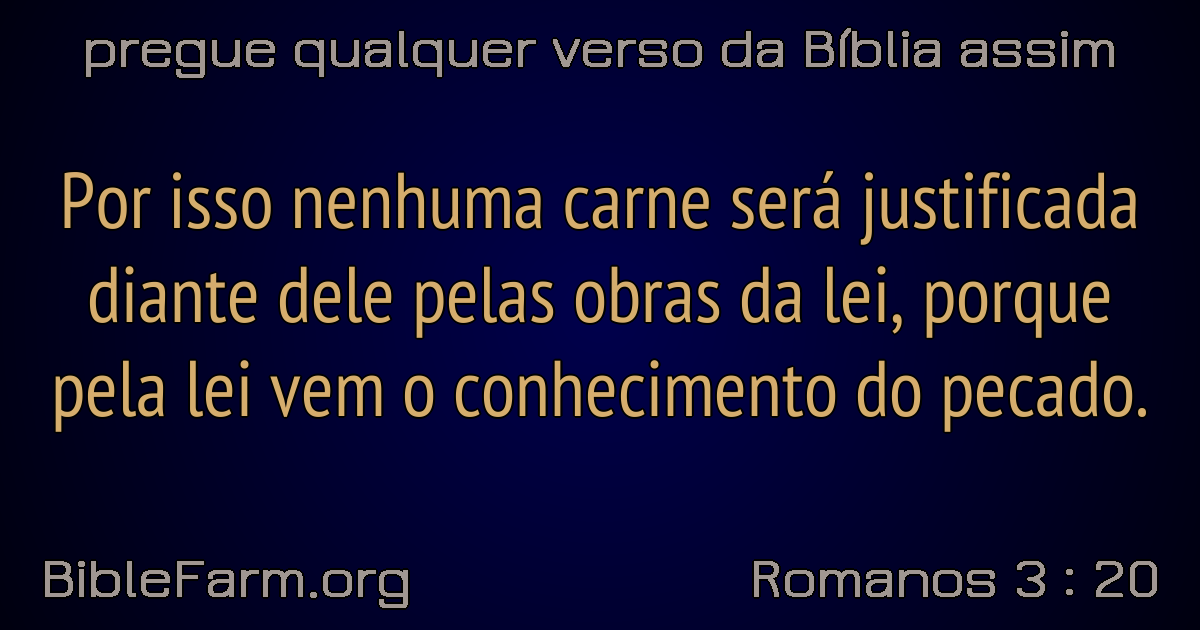 pregue qualquer verso da Bíblia assim
Por isso nenhuma carne será justificada
diante dele pelas obras da lei, porque
pela lei vem o conhecimento do pecado.
BibleFarm.org
Romanos 3 : 20